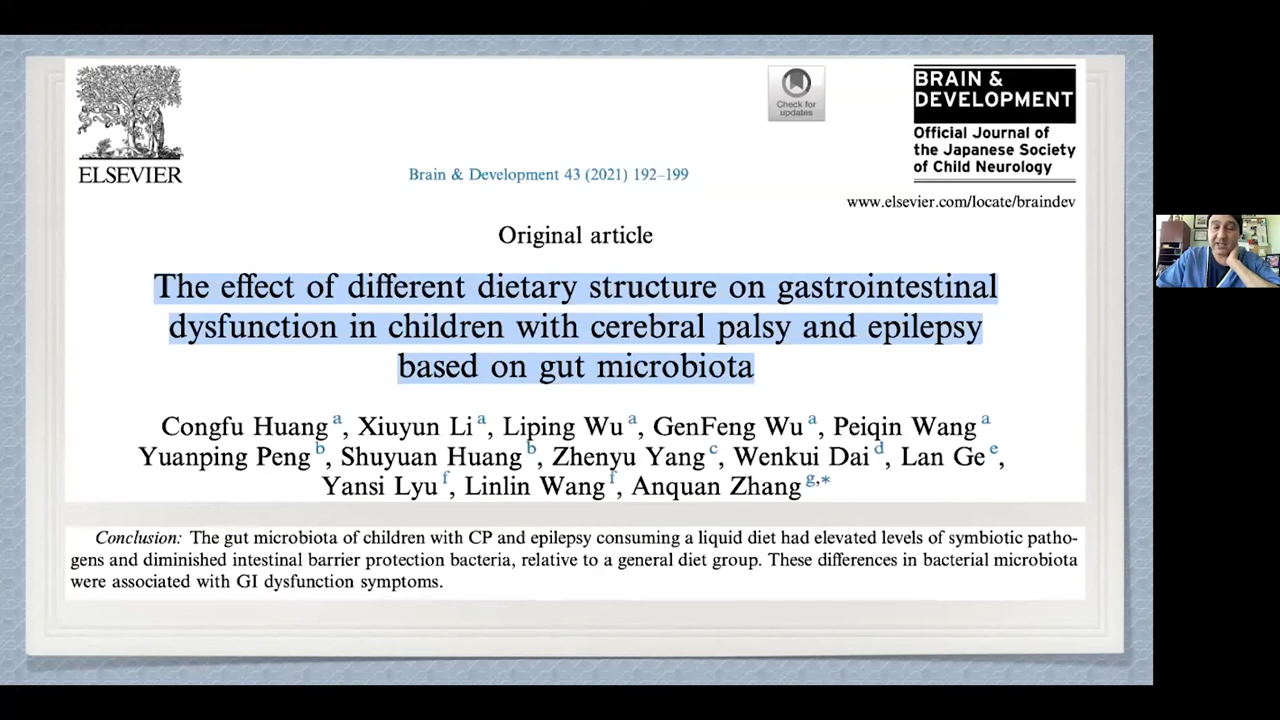 ELSEVIER
Check for
updates
BRAIN &
DEVELOPMENT
Official Journal of
the Japanese Society
of Child Neurology
Brain & Development 43 (2021) 192–199
www.elsevier.com/locate/braindev
Original article
The effect of different dietary structure on gastrointestinal
dysfunction in children with cerebral palsy and epilepsy
based on gut microbiota
Congfu Huang a, Xiuyun Li a, Liping Wu a, GenFeng Wu a, Peiqin Wang a
Yuanping Peng b, Shuyuan Huang b, Zhenyu Yang c, Wenkui Dai d, Lan Ge e,
Yansi Lyu f, Linlin Wang f, Anquan Zhang g,*
Conclusion: The gut microbiota of children with CP and epilepsy consuming a liquid diet had elevated levels of symbiotic patho-
gens and diminished intestinal barrier protection bacteria, relative to a general diet group. These differences in bacterial microbiota
were associated with GI dysfunction symptoms.